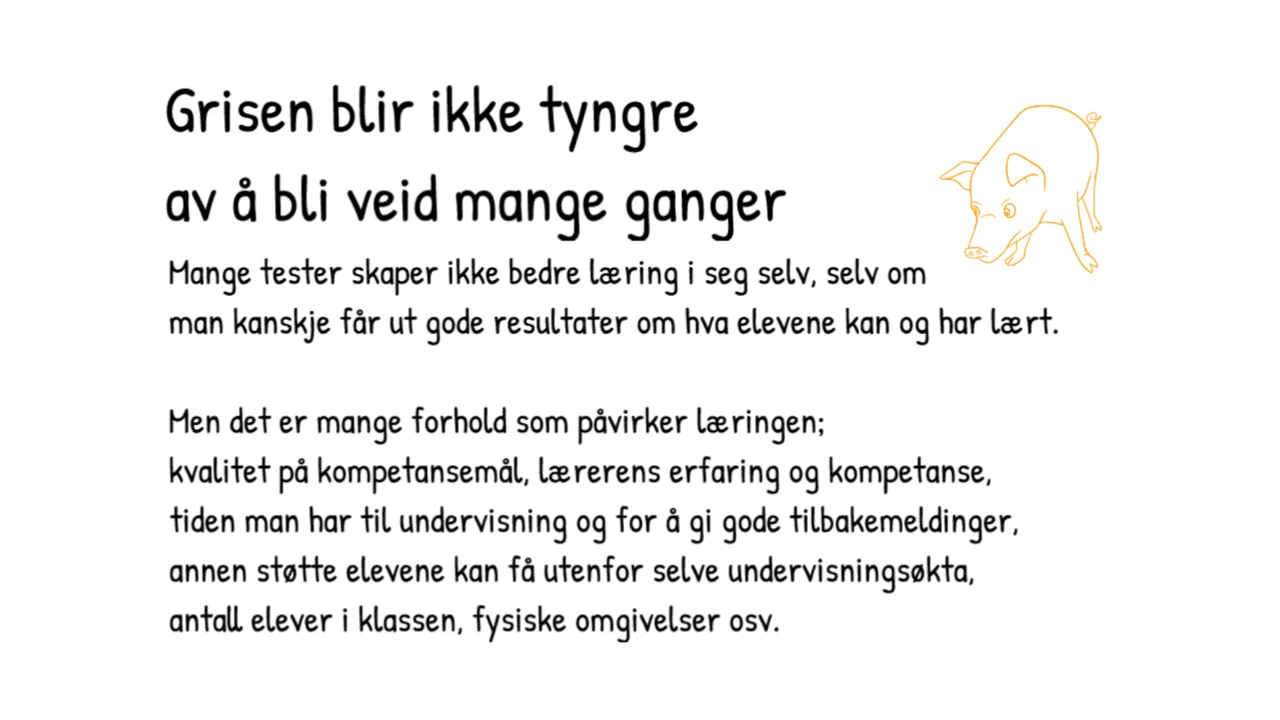 Grisen blir ikke tyngre
av å bli veid mange ganger
Mange tester skaper ikke bedre læring i seg selv, selv om
man kanskje får ut gode resultater om hva elevene kan og har lært.
Men det er mange forhold som påvirker læringen;
kvalitet på kompetansemål, lærerens erfaring og kompetanse,
tiden man har til undervisning og for å gi gode tilbakemeldinger,
annen støtte elevene kan få utenfor selve undervisningsøkta,
antall elever i klassen, fysiske omgivelser osv.